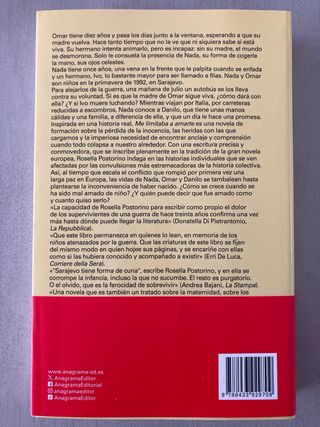 Omar tiene diez años y pasa los días junto a la ventana, esperando a que su
madre vuelva. Hace tanto tiempo que no la ve que ni siquiera sabe si está
viva. Su hermano intenta animarlo, pero es incapaz: sin su madre, el mundo
se desmorona. Solo le consuela la presencia de Nada, su forma de cogerle
la mano, sus ojos celestes.
Nada tiene once años, una vena en la frente que le palpita cuando se enfada
y un hermano, Ivo, lo bastante mayor para ser llamado a filas. Nada y Omar
son niños en la primavera de 1992, en Sarajevo.
Para alejarlos de la guerra, una mañana de julio un autobús se los lleva
contra su voluntad. Si es que la madre de Omar sigue viva, ¿cómo dará con
ella? ¿Y si Ivo muere luchando? Mientras viajan por Italia, por carreteras
reducidas a escombros, Nada conoce a Danilo, que tiene unas manos
cálidas y una familia, a diferencia de ella, y que un día le hace una promesa.
Inspirada en una historia real, Me limitaba a amarte es una novela de
formación sobre la pérdida de la inocencia, las heridas con las que
cargamos y la imperiosa necesidad de encontrar anclaje y comprensión
cuando todo colapsa a nuestro alrededor. Con una escritura precisa y
conmovedora, que se inscribe plenamente en la tradición de la gran novela
europea, Rosella Postorino indaga en las historias individuales que se ven
afectadas por las convulsiones más estremecedoras de la historia colectiva.
Así, al tiempo que escala el conflicto que rompió por primera vez una
larga paz en Europa, las vidas de Nada, Omar y Danilo se tambalean hasta
plantearse la inconveniencia de haber nacido. ¿Cómo se crece cuando se
ha sido mal amado? ¿Y quién puede decir que fue amado como
y cuanto quiso serlo?
«La capacidad de Rosella Postorino para escribir como propio el dolor
de los supervivientes de una guerra de hace treinta años confirma una vez
más hasta dónde puede llegar la literatura» (Donatella Di Pietrantonio,
La Repubblica).
«Que este libro permanezca en quienes lo lean, en memoria de los
niños atenazados por la guerra. Que las criaturas de este libro se fijen
del mismo modo en quien hojee sus páginas, y se encariñe con ellas
como si las hubiera conocido y acompañado a existir» (Erri De Luca,
Corriere della Sera).
«"Sarajevo tiene forma de cuna", escribe Rosella Postorino, y en ella
se corrompe la infancia, incluso la que no sucumbe. El resto es purgatorio.
O el olvido, que es la ferocidad de sobrevivir» (Andrea Bajani, La Stampa).
«Una novela que es también un tratado sobre la maternidad, sobre los
www.anagrama-ed.es
AnagramaEditor
AnagramaEditorial
anagramaeditor
AnagramaEditor
9 788433 929709